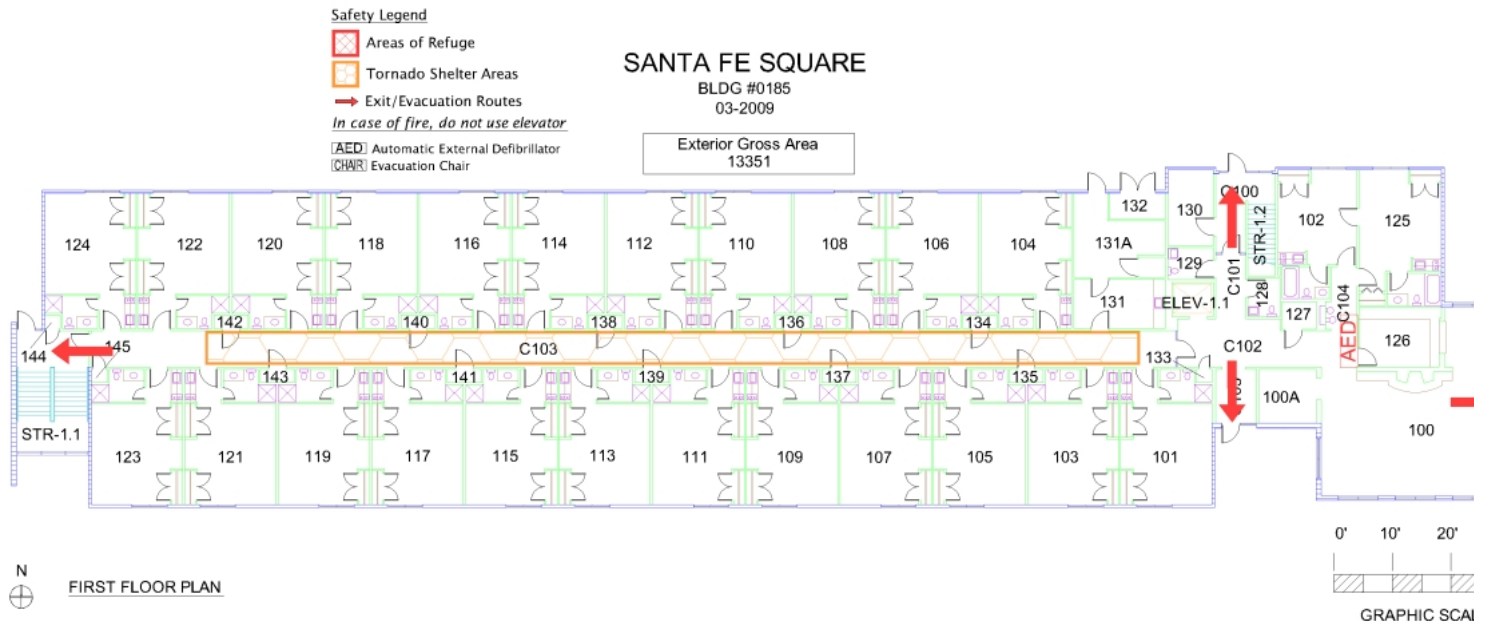 Safety Legend
Areas of Refuge
Tornado Shelter Areas
Exit/Evacuation Routes
In case of fire, do not use elevator
AED Automatic External Defibrillator
CHAIR Evacuation Chair
SANTA FE SQUARE
BLDG #0185
03-2009
Exterior Gross Area
13351
124
122
120
118
116
114
112
110
108
106
104
132
131A
131
130
129
C100
STR-1.2
C101
102
125
ELEV-1.1
128
127
C104
AED
126
142
140
138
136
134
144
145
C103
133
C102
143
141
139
137
135
100A
100
STR-1.1
123
121
119
117
115
113
111
109
107
105
103
101
N
FIRST FLOOR PLAN
0' 10' 20'
GRAPHIC SCAL